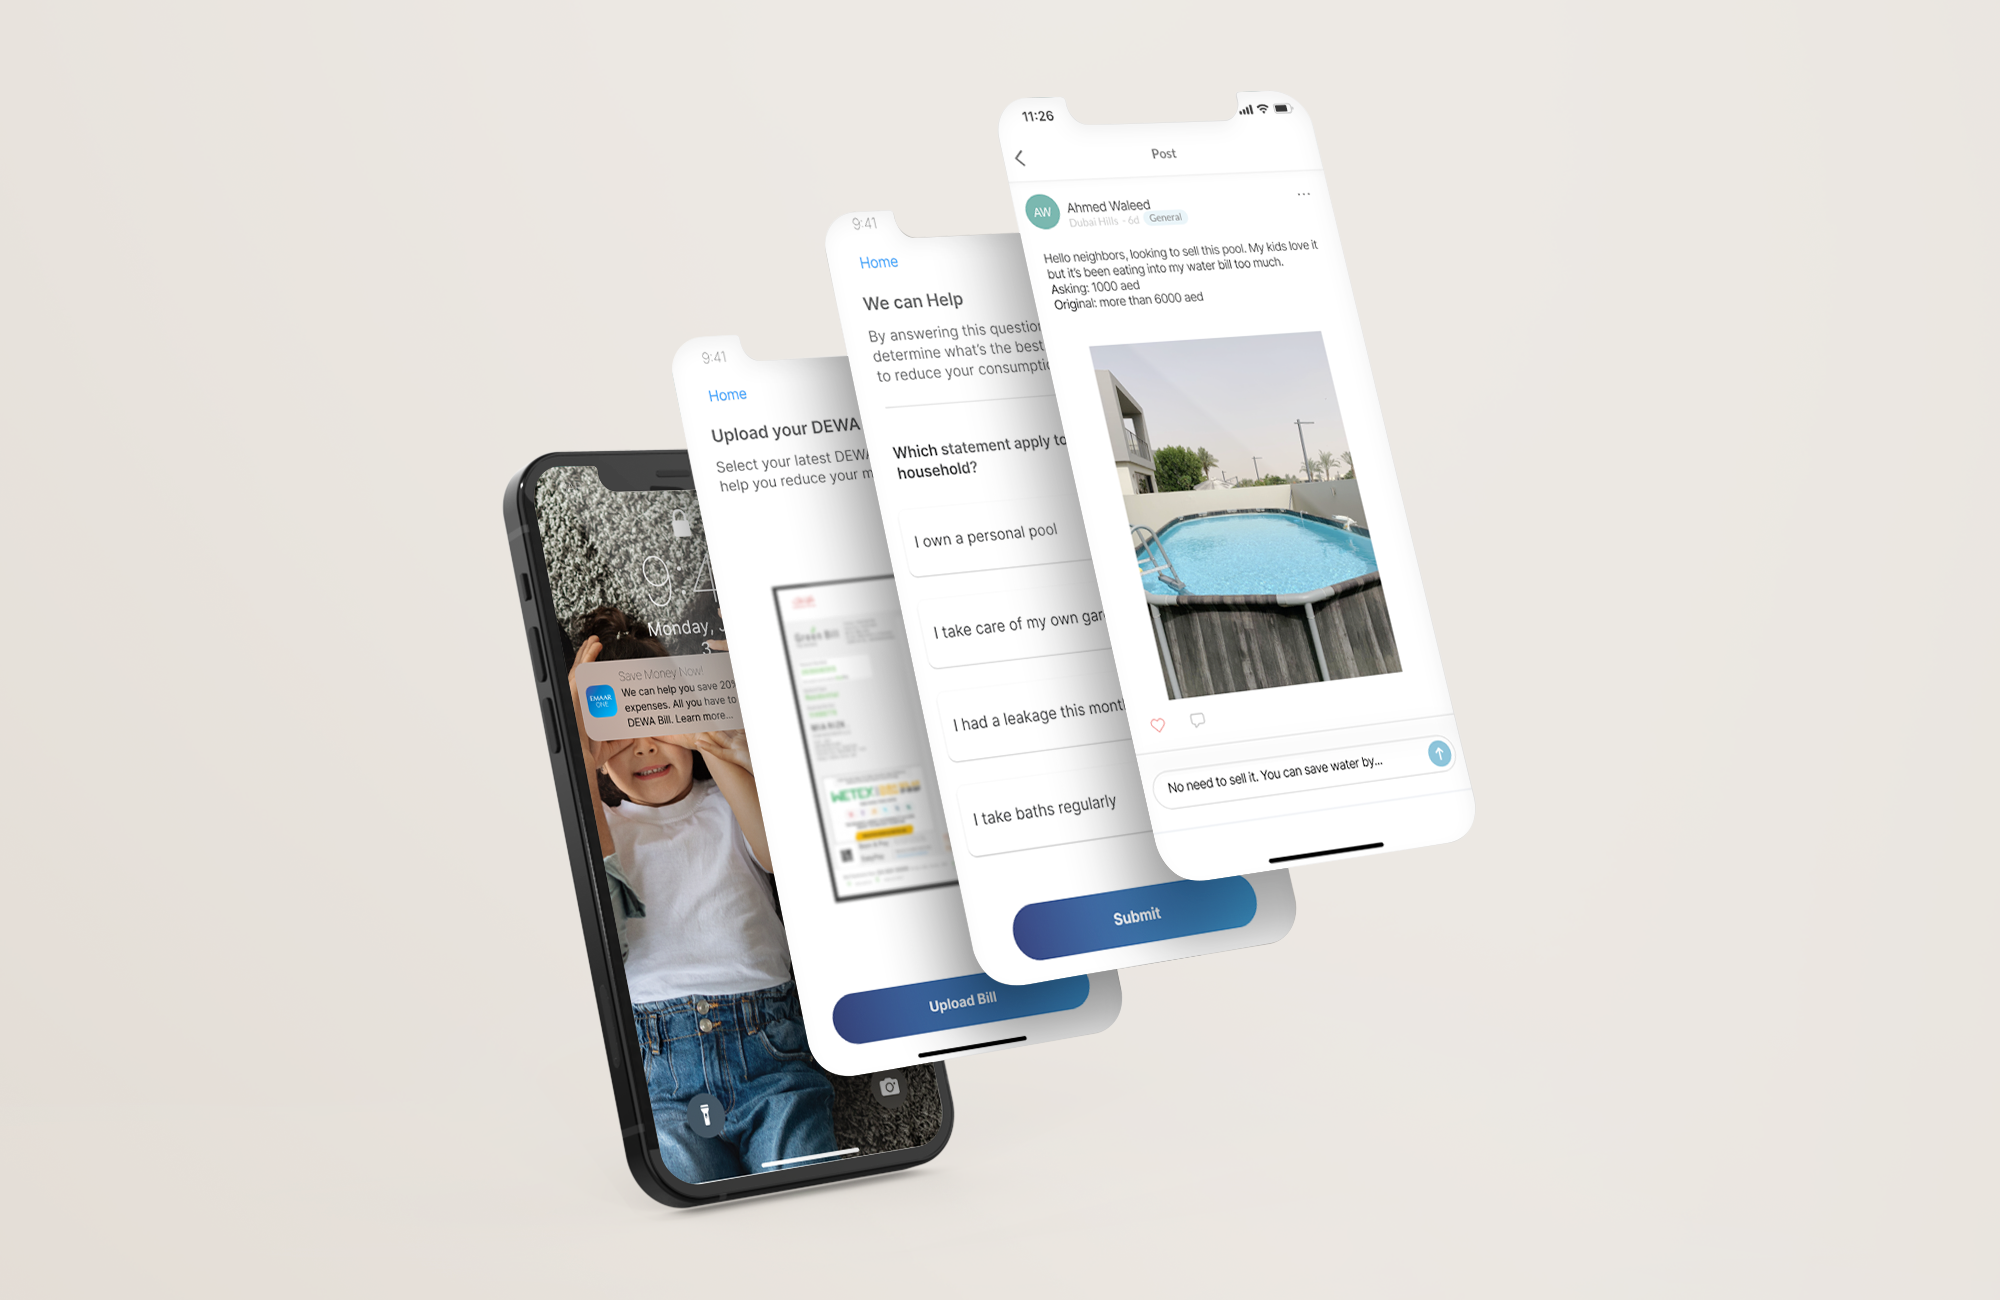 Monday, J
3
Save Money Now!
EMAAR
ONE
We can help you save 20%
expenses. All you have to
DEWA Bill. Learn more...
9:41
Home
Upload your DEWA
Select your latest DEWA
help you reduce your m
Green Bill
Upload Bill
9:41
Home
We can Help
By answering this question
determine what's the best
to reduce your consumptio
Which statement apply to
household?
I own a personal pool
I take care of my own gar
I had a leakage this month
I take baths regularly
Submit
11:26
Post
AW
Ahmed Waleed
Dubai Hills · 6d General
Hello neighbors, looking to sell this pool. My kids love it
but it's been eating into my water bill too much.
Asking: 1000 aed
Original: more than 6000 aed
No need to sell it. You can save water by...